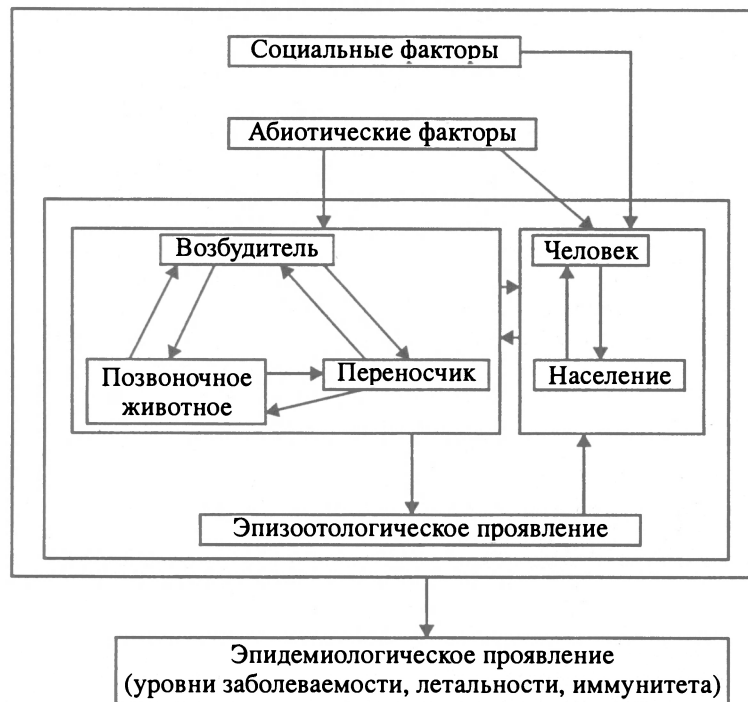 Социальные факторы
Абиотические факторы
Возбудитель
Человек
Позвоночное
животное
Переносчик
Население
Эпизоотологическое проявление
Эпидемиологическое проявление
(уровни заболеваемости, летальности, иммунитета)